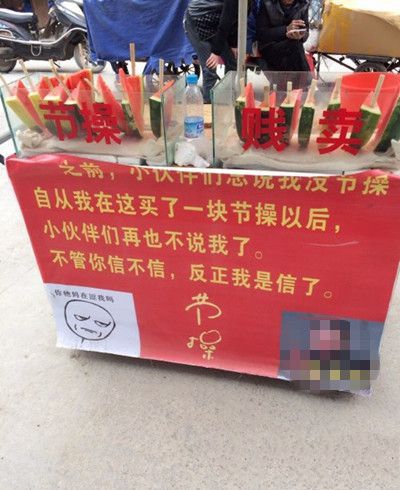 节操 贱卖
之前，小伙伴们总说我没节操
自从我在这买了一块节操以后，
小伙伴们再也不说我了。
不管你信不信，反正我是信了。
你他妈在逗我吗
节
操